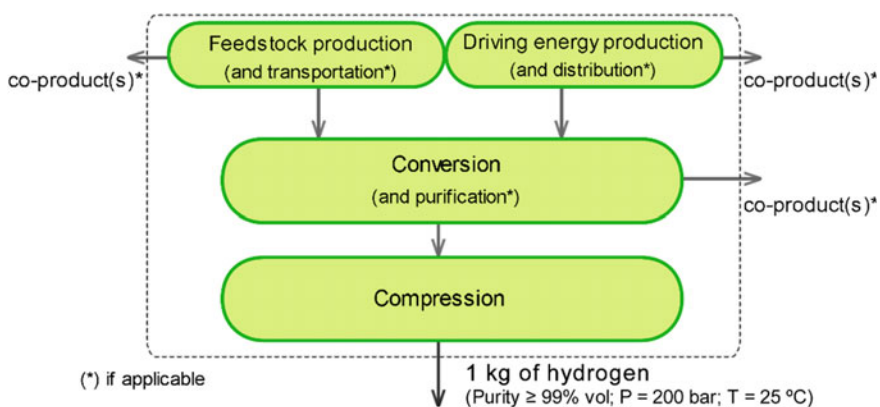 Feedstock production
(and transportation*)
Driving energy production
(and distribution*)
co-product(s)*
co-product(s)*
Conversion
(and purification*)
co-product(s)*
Compression
(*) if applicable
1 kg of hydrogen
(Purity ≥ 99% vol; P = 200 bar; T = 25 ºC)